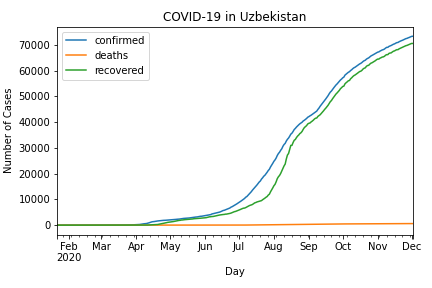 COVID-19 in Uzbekistan
confirmed
deaths
recovered
Number of Cases
70000
60000
50000
40000
30000
20000
10000
0
Feb Mar Apr May Jun Jul Aug Sep Oct Nov Dec
2020
Day